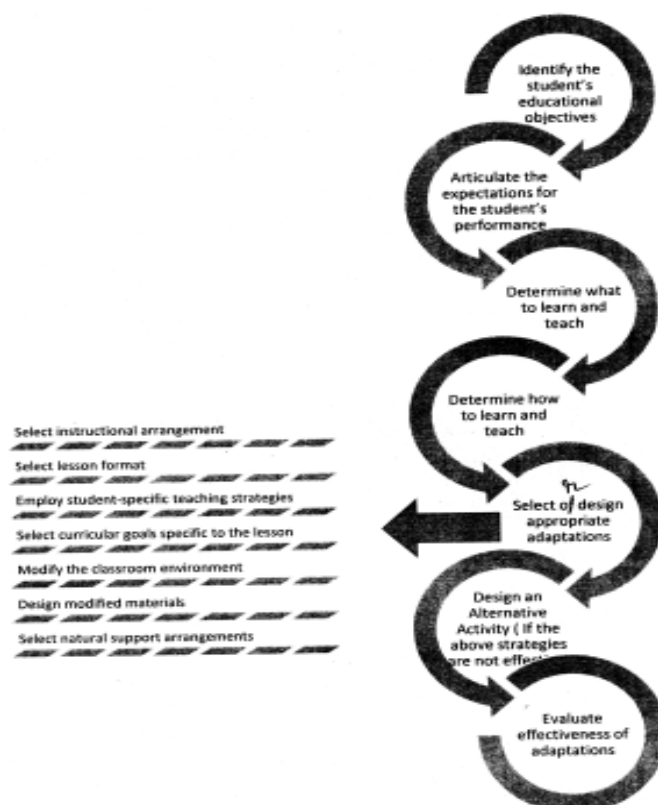 Identify the
student's
educational
objectives
Articulate the
expectations for
the student's
performance
Determine what
to learn and
teach
Determine how
to learn and
teach
Select instructional arrangement
Select lesson format
Employ student-specific teaching strategies
Select curricular goals specific to the lesson
Modify the classroom environment
Design modified materials
Select natural support arrangements
or
Select of design
appropriate
adaptations
Design an
Alternative
Activity ( If the
above strategies
are not
Evaluate
effectiveness of
adaptations